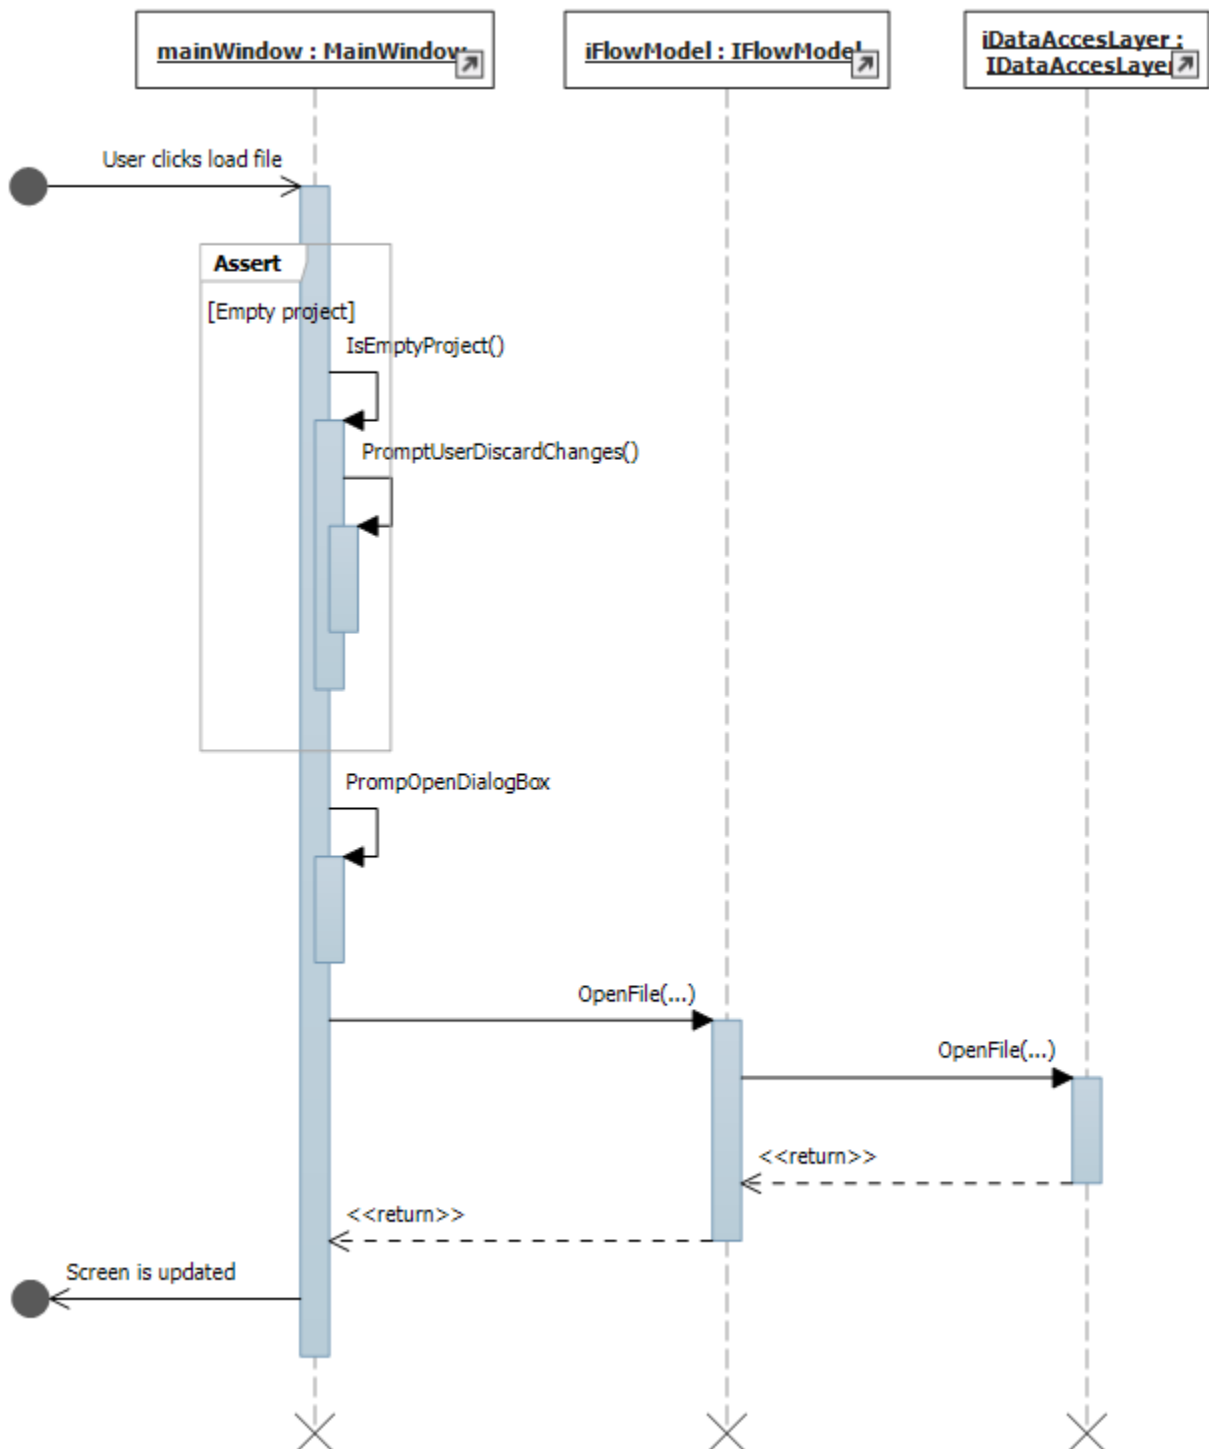 mainWindow : MainWindow
iFlowModel : IFlowModel
iDataAccesLayer :
IDataAccesLayer
User clicks load file
Assert
[Empty project]
IsEmptyProject()
PromptUserDiscardChanges()
PrompOpenDialogBox
OpenFile(...)
OpenFile(...)
<<return>>
<<return>>
Screen is updated